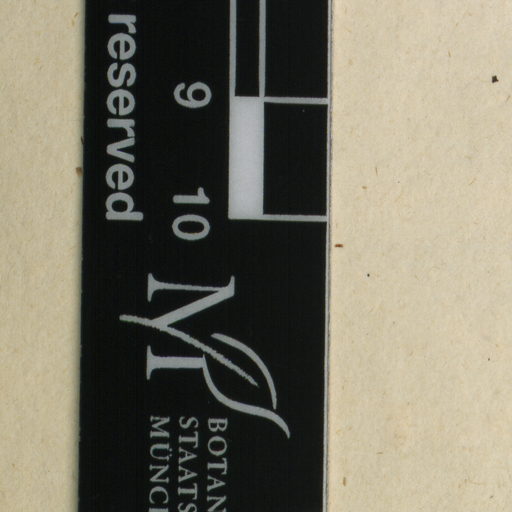 reserved
9 10
BOTAN
STAATS
MÜNC